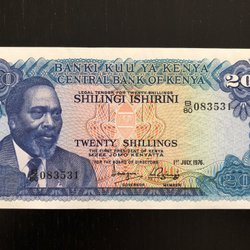 BANKI KUU YA KENYA
CENTRAL BANK OF KENYA
20
20
LEGAL TENDER FOR TWENTY SHILLINGS
SHILINGI ISHIRINI
B/80 083531
TWENTY SHILLINGS
THE FIRST PRESIDENT OF KENYA
MZEE JOMO KENYATTA
1ST JULY 1976
FOR THE BOARD OF DIRECTORS
B/80 083531
GOVERNOR MEMBER